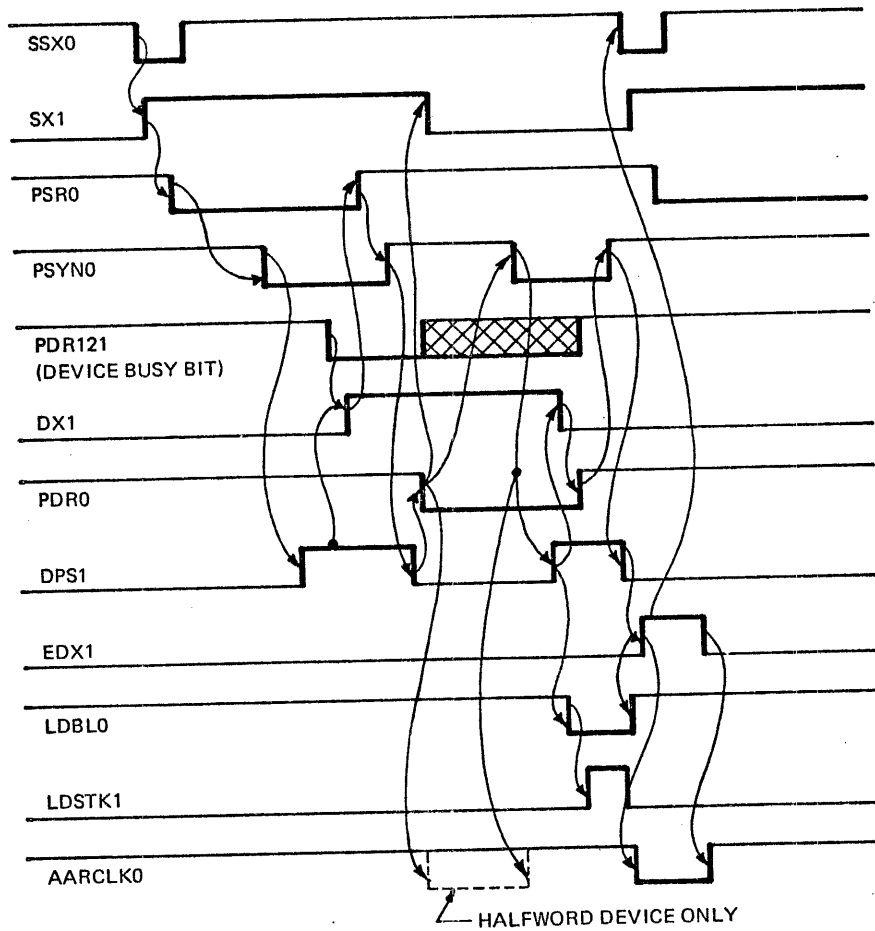 SSX0
SX1
PSR0
PSYN0
PDR121
(DEVICE BUSY BIT)
DX1
PDR0
DPS1
EDX1
LDBL0
LDSTK1
AARCLK0
HALFWORD DEVICE ONLY